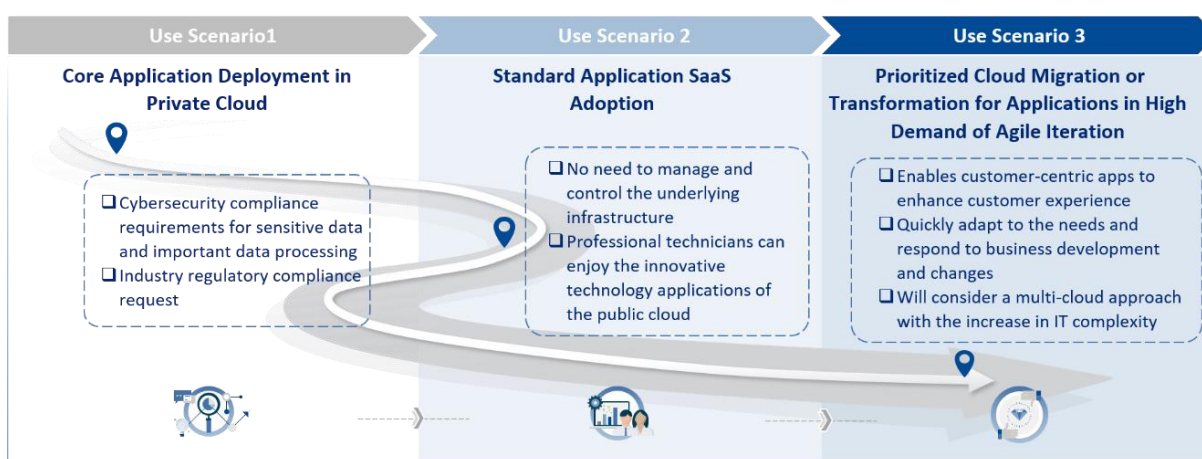 Use Scenario1
Use Scenario 2
Use Scenario 3
Core Application Deployment in
Private Cloud
Cybersecurity compliance
requirements for sensitive data
and important data processing
Industry regulatory compliance
request
Standard Application SaaS
Adoption
No need to manage and
control the underlying
infrastructure
Professional technicians can
enjoy the innovative
technology applications of
the public cloud
Prioritized Cloud Migration or
Transformation for Applications in High
Demand of Agile Iteration
Enables customer-centric apps to
enhance customer experience
Quickly adapt to the needs and
respond to business development
and changes
Will consider a multi-cloud approach
with the increase in IT complexity